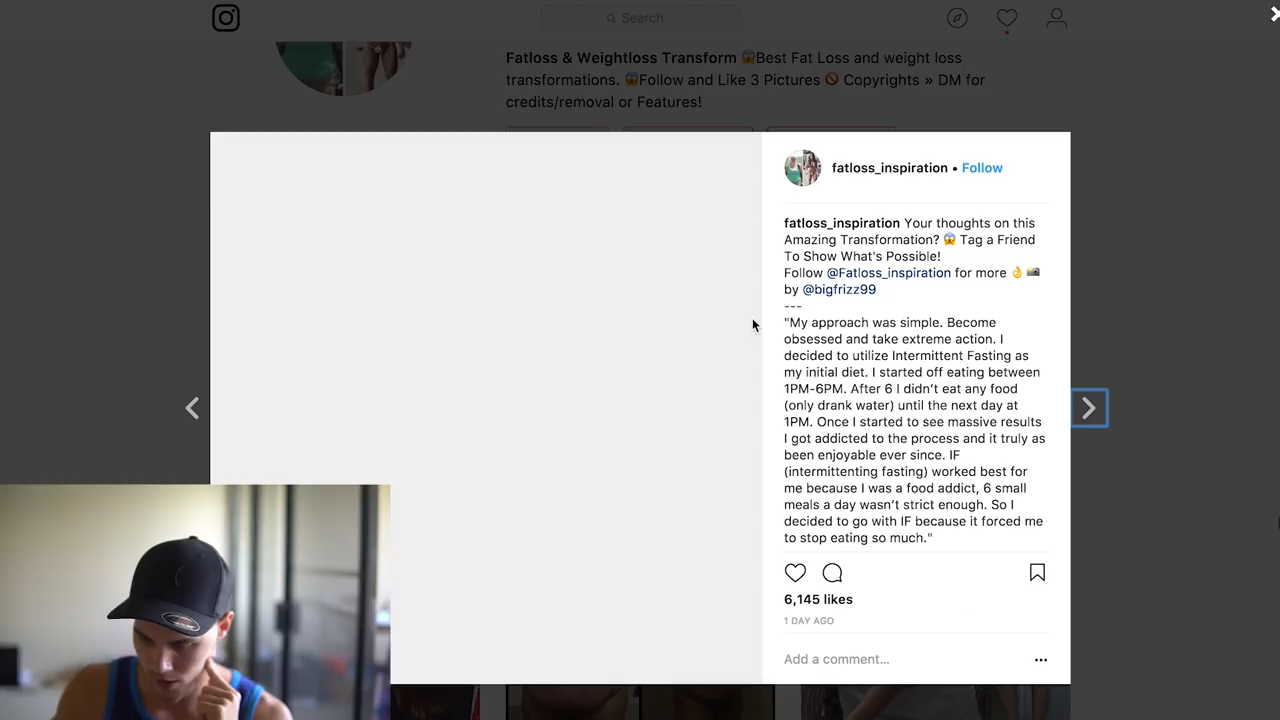 Search
Fatloss & Weightloss Transform 😱Best Fat Loss and weight loss
transformations. 😱Follow and Like 3 Pictures 🚫 Copyrights » DM for
credits/removal or Features!
fatloss_inspiration • Follow
fatloss_inspiration Your thoughts on this
Amazing Transformation? 😱 Tag a Friend
To Show What's Possible!
Follow @Fatloss_inspiration for more 👌📸
by @bigfrizz99
---
"My approach was simple. Become
obsessed and take extreme action. I
decided to utilize Intermittent Fasting as
my initial diet. I started off eating between
1PM-6PM. After 6 I didn’t eat any food
(only drank water) until the next day at
1PM. Once I started to see massive results
I got addicted to the process and it truly as
been enjoyable ever since. IF
(intermittenting fasting) worked best for
me because I was a food addict, 6 small
meals a day wasn’t strict enough. So I
decided to go with IF because it forced me
to stop eating so much."
6,145 likes
1 DAY AGO
Add a comment…